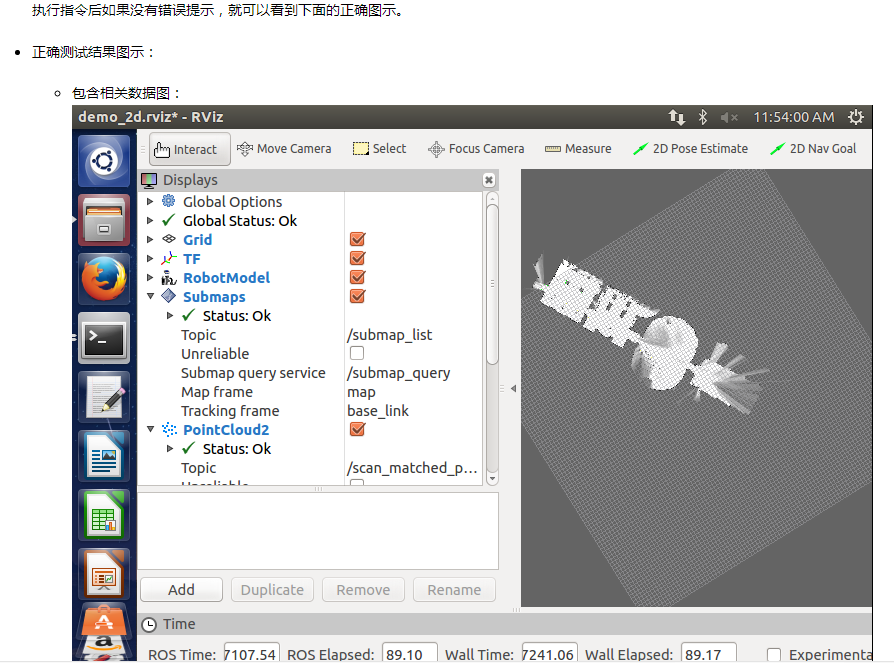 执行指令后如果没有错误提示，就可以看到下面的正确图示。
正确测试结果图示：
包含相关数据图：
demo_2d.rviz* - RViz
11:54:00 AM
Interact
Move Camera
Select
Focus Camera
Measure
2D Pose Estimate
2D Nav Goal
Displays
Global Options
Global Status: Ok
Grid
TF
RobotModel
Submaps
Status: Ok
Topic /submap_list
Unreliable
Submap query service /submap_query
Map frame map
Tracking frame base_link
PointCloud2
Status: Ok
Topic /scan_matched_p...
Unreliable
Add
Duplicate
Remove
Rename
Time
ROS Time: 7107.54 ROS Elapsed: 89.10 Wall Time: 7241.06 Wall Elapsed: 89.17 Experimenta